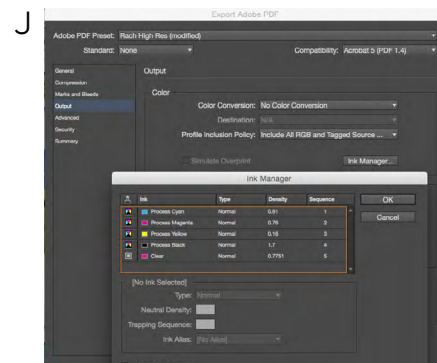 J
Export Adobe PDF
Adobe PDF Preset: Rach High Res (modified)
Standard: None Compatibility: Acrobat 5 (PDF 1.4)
General
Compression
Marks and Bleeds
Output
Advanced
Security
Summary
Output
Color
Color Conversion: No Color Conversion
Destination: N/A
Profile Inclusion Policy: Include All RGB and Tagged Source ...
Simulate Overprint Ink Manager...
Ink Manager
Ink Type Density Sequence
Process Cyan Normal 0.61 1
Process Magenta Normal 0.76 2
Process Yellow Normal 0.16 3
Process Black Normal 1.7 4
Clear Normal 0.7751 5
OK
Cancel
[No Ink Selected]
Type: Normal
Neutral Density:
Trapping Sequence:
Ink Alias: [No Alias]